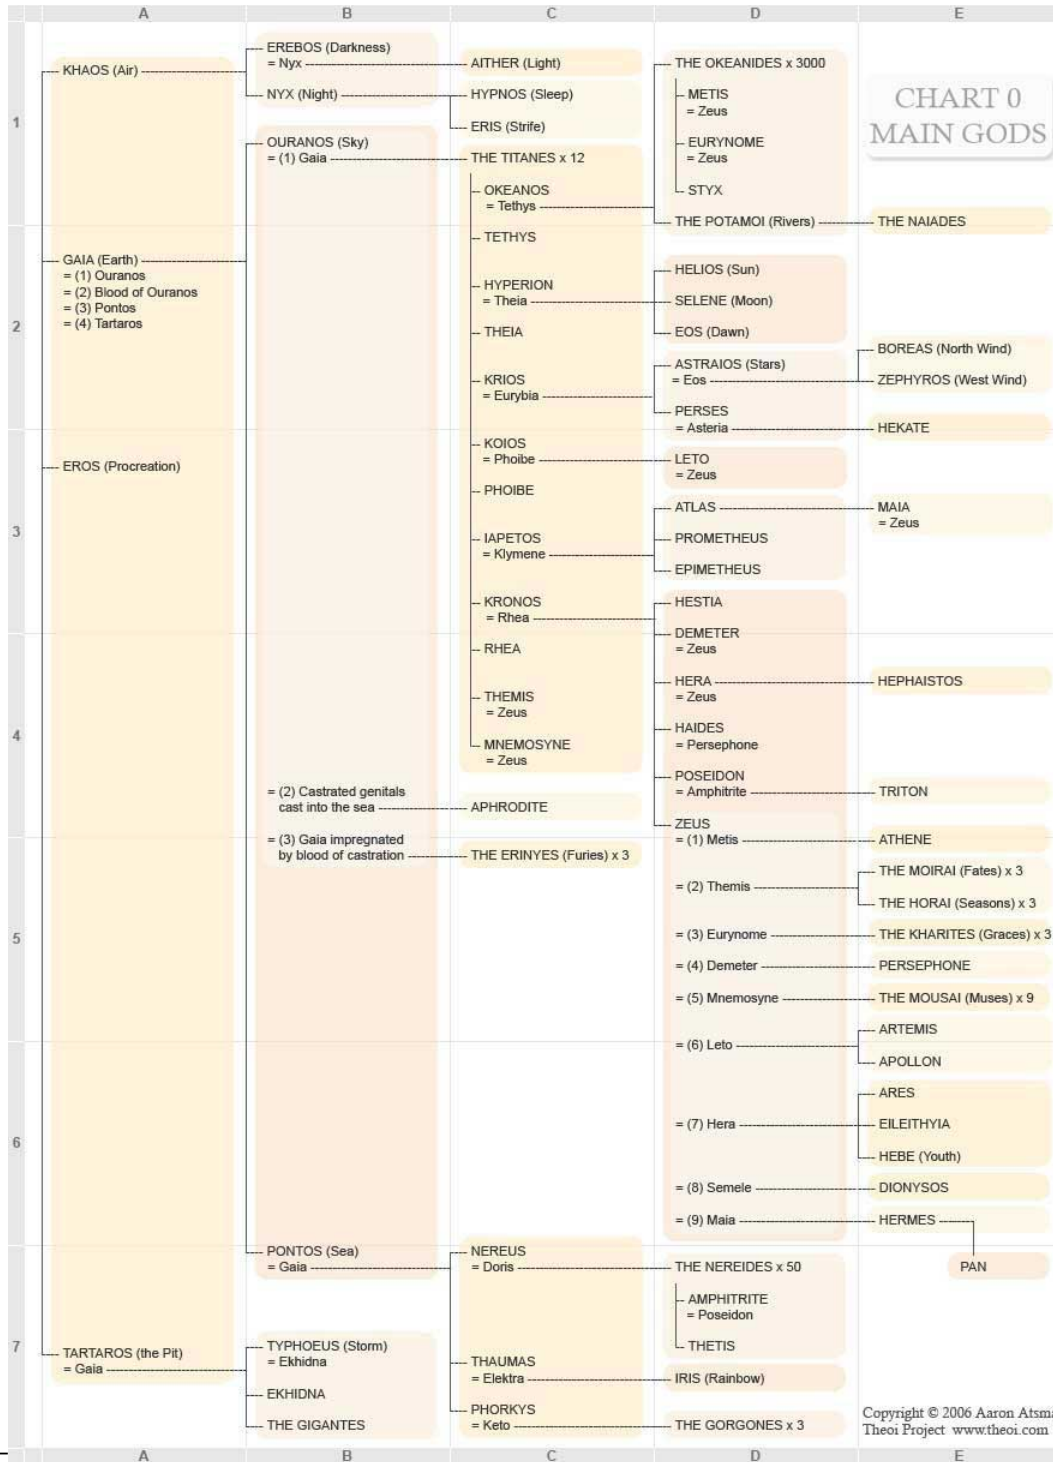 A B C D E
CHART 0
MAIN GODS
1
2
3
4
5
6
7
KHAOS (Air)
GAIA (Earth)
= (1) Ouranos
= (2) Blood of Ouranos
= (3) Pontos
= (4) Tartaros
EROS (Procreation)
TARTAROS (the Pit)
= Gaia
EREBOS (Darkness)
= Nyx
NYX (Night)
OURANOS (Sky)
= (1) Gaia
= (2) Castrated genitals
cast into the sea
= (3) Gaia impregnated
by blood of castration
PONTOS (Sea)
= Gaia
TYPHOEUS (Storm)
= Ekhidna
EKHIDNA
THE GIGANTES
AITHER (Light)
HYPNOS (Sleep)
ERIS (Strife)
THE TITANES x 12
OKEANOS
= Tethys
TETHYS
HYPERION
= Theia
THEIA
KRIOS
= Eurybia
KOIOS
= Phoibe
PHOIBE
IAPETOS
= Klymene
KRONOS
= Rhea
RHEA
THEMIS
= Zeus
MNEMOSYNE
= Zeus
APHRODITE
THE ERINYES (Furies) x 3
NEREUS
= Doris
THAUMAS
= Elektra
PHORKYS
= Keto
THE OKEANIDES x 3000
METIS
= Zeus
EURYNOME
= Zeus
STYX
THE POTAMOI (Rivers)
HELIOS (Sun)
SELENE (Moon)
EOS (Dawn)
ASTRAIOS (Stars)
= Eos
PERSES
= Asteria
LETO
= Zeus
ATLAS
PROMETHEUS
EPIMETHEUS
HESTIA
DEMETER
= Zeus
HERA
= Zeus
HAIDES
= Persephone
POSEIDON
= Amphitrite
ZEUS
= (1) Metis
= (2) Themis
= (3) Eurynome
= (4) Demeter
= (5) Mnemosyne
= (6) Leto
= (7) Hera
= (8) Semele
= (9) Maia
THE NEREIDES x 50
AMPHITRITE
= Poseidon
THETIS
IRIS (Rainbow)
THE GORGONES x 3
THE NAIADES
BOREAS (North Wind)
ZEPHYROS (West Wind)
HEKATE
MAIA
= Zeus
HEPHAISTOS
TRITON
ATHENE
THE MOIRAI (Fates) x 3
THE HORAI (Seasons) x 3
THE KHARITES (Graces) x 3
PERSEPHONE
THE MOUSAI (Muses) x 9
ARTEMIS
APOLLON
ARES
EILEITHYIA
HEBE (Youth)
DIONYSOS
HERMES
PAN
Copyright © 2006 Aaron Atsma
Theoi Project www.theoi.com
A B C D E